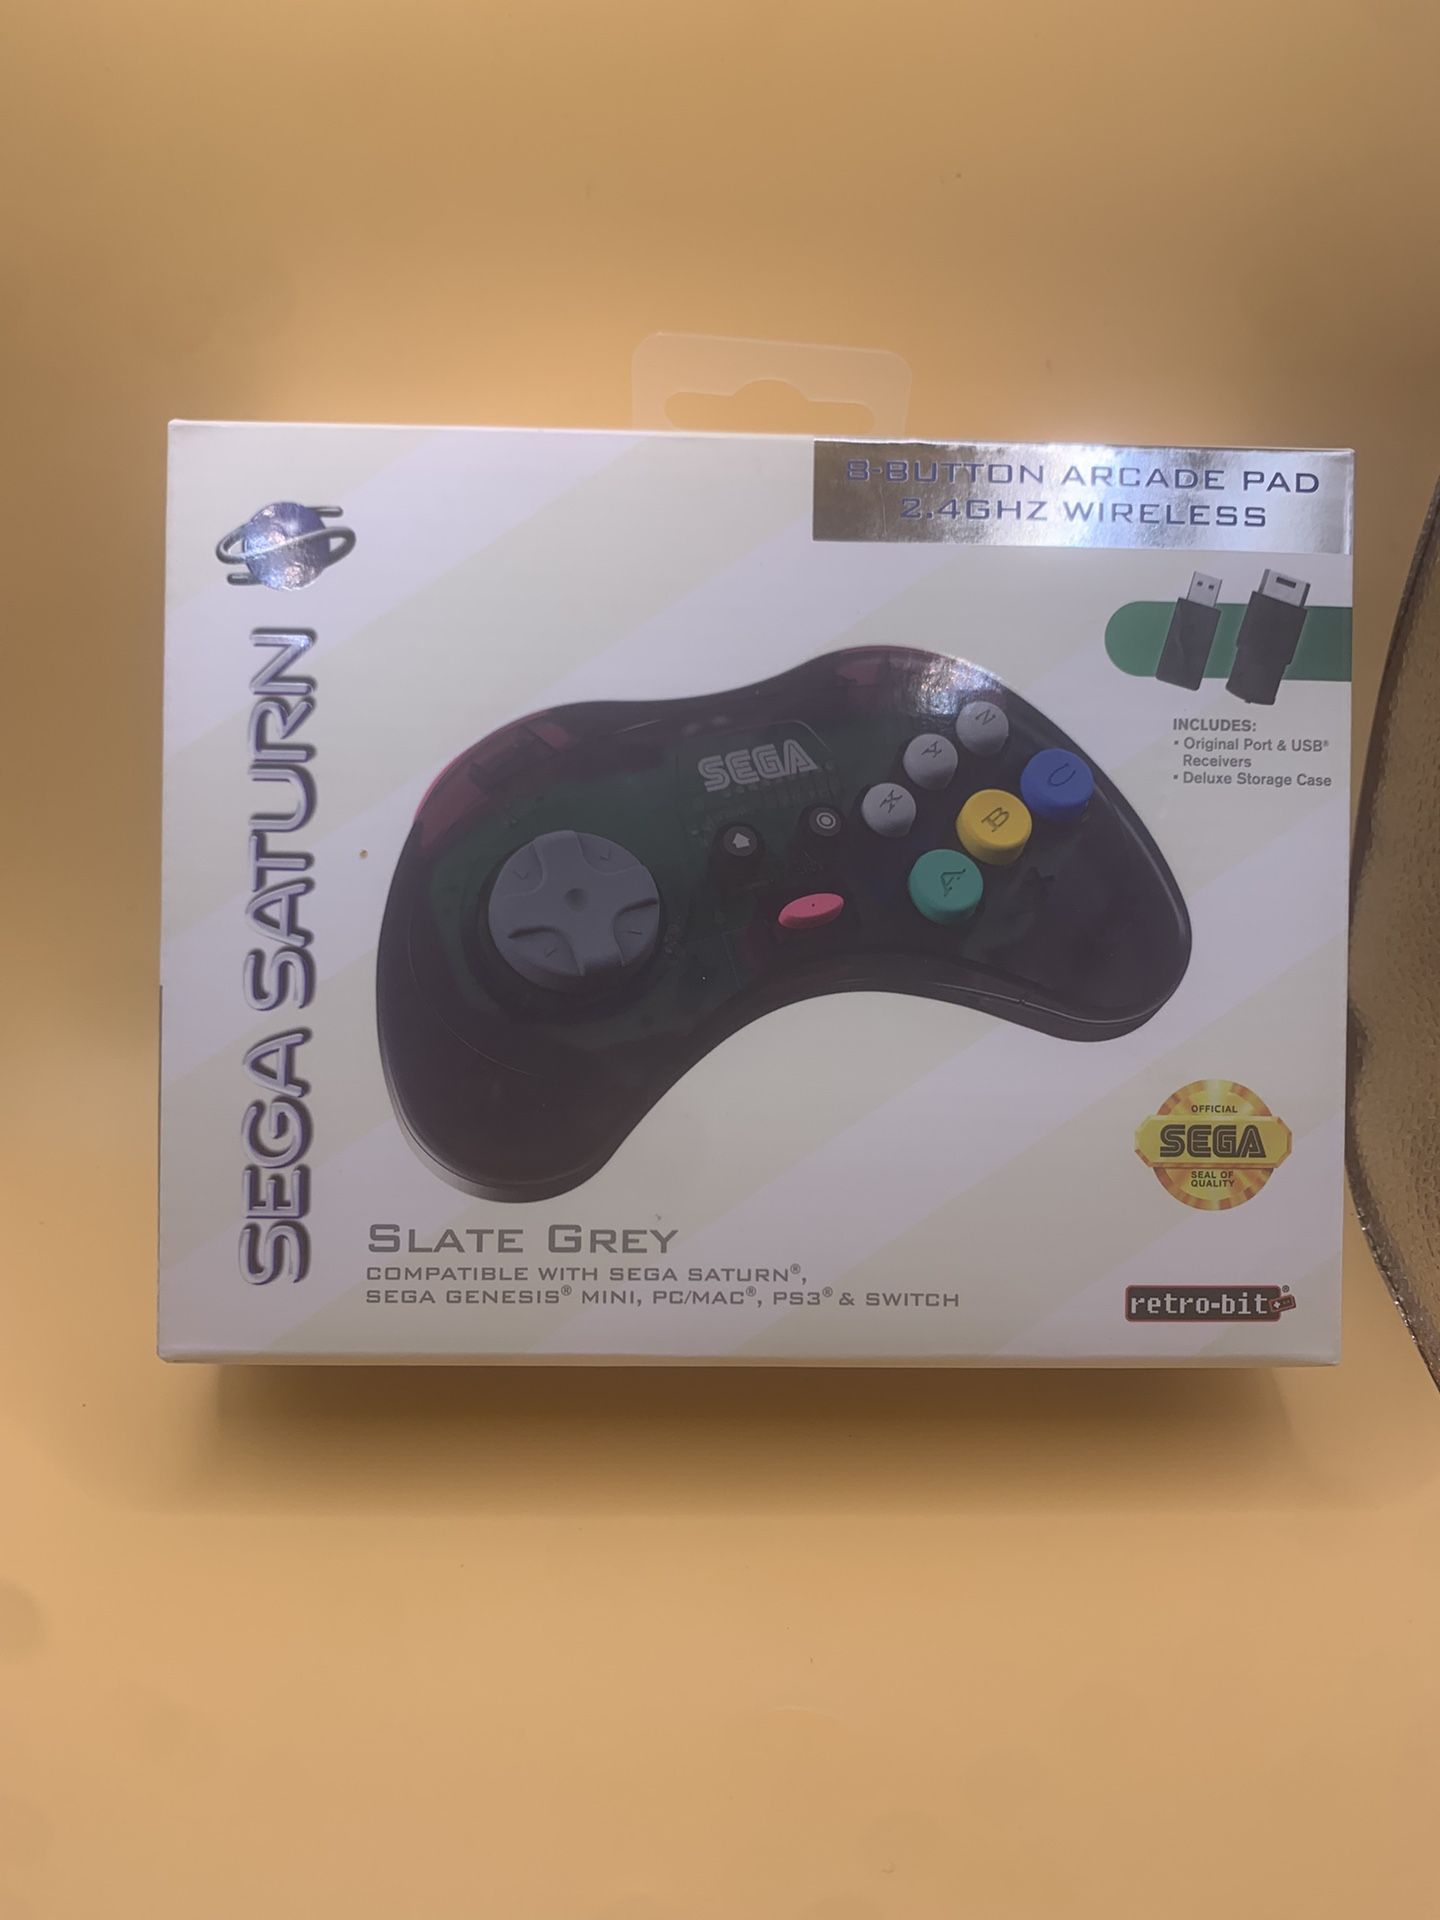 8-BUTTON ARCADE PAD
2.4GHZ WIRELESS
SEGA SATURN
INCLUDES:
• Original Port & USB®
Receivers
• Deluxe Storage Case
SEGA
Z
Y
X
C
B
A
OFFICIAL
SEGA
SEAL OF
QUALITY
SLATE GREY
COMPATIBLE WITH SEGA SATURN®,
SEGA GENESIS® MINI, PC/MAC®, PS3® & SWITCH
retro-bit®